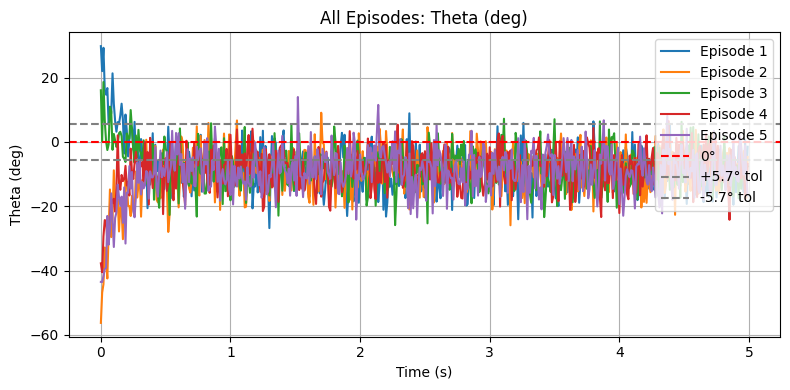 All Episodes: Theta (deg)
Theta (deg)
20
0
−20
−40
−60
0
1
2
3
4
5
Time (s)
Episode 1
Episode 2
Episode 3
Episode 4
Episode 5
0°
+5.7° tol
-5.7° tol